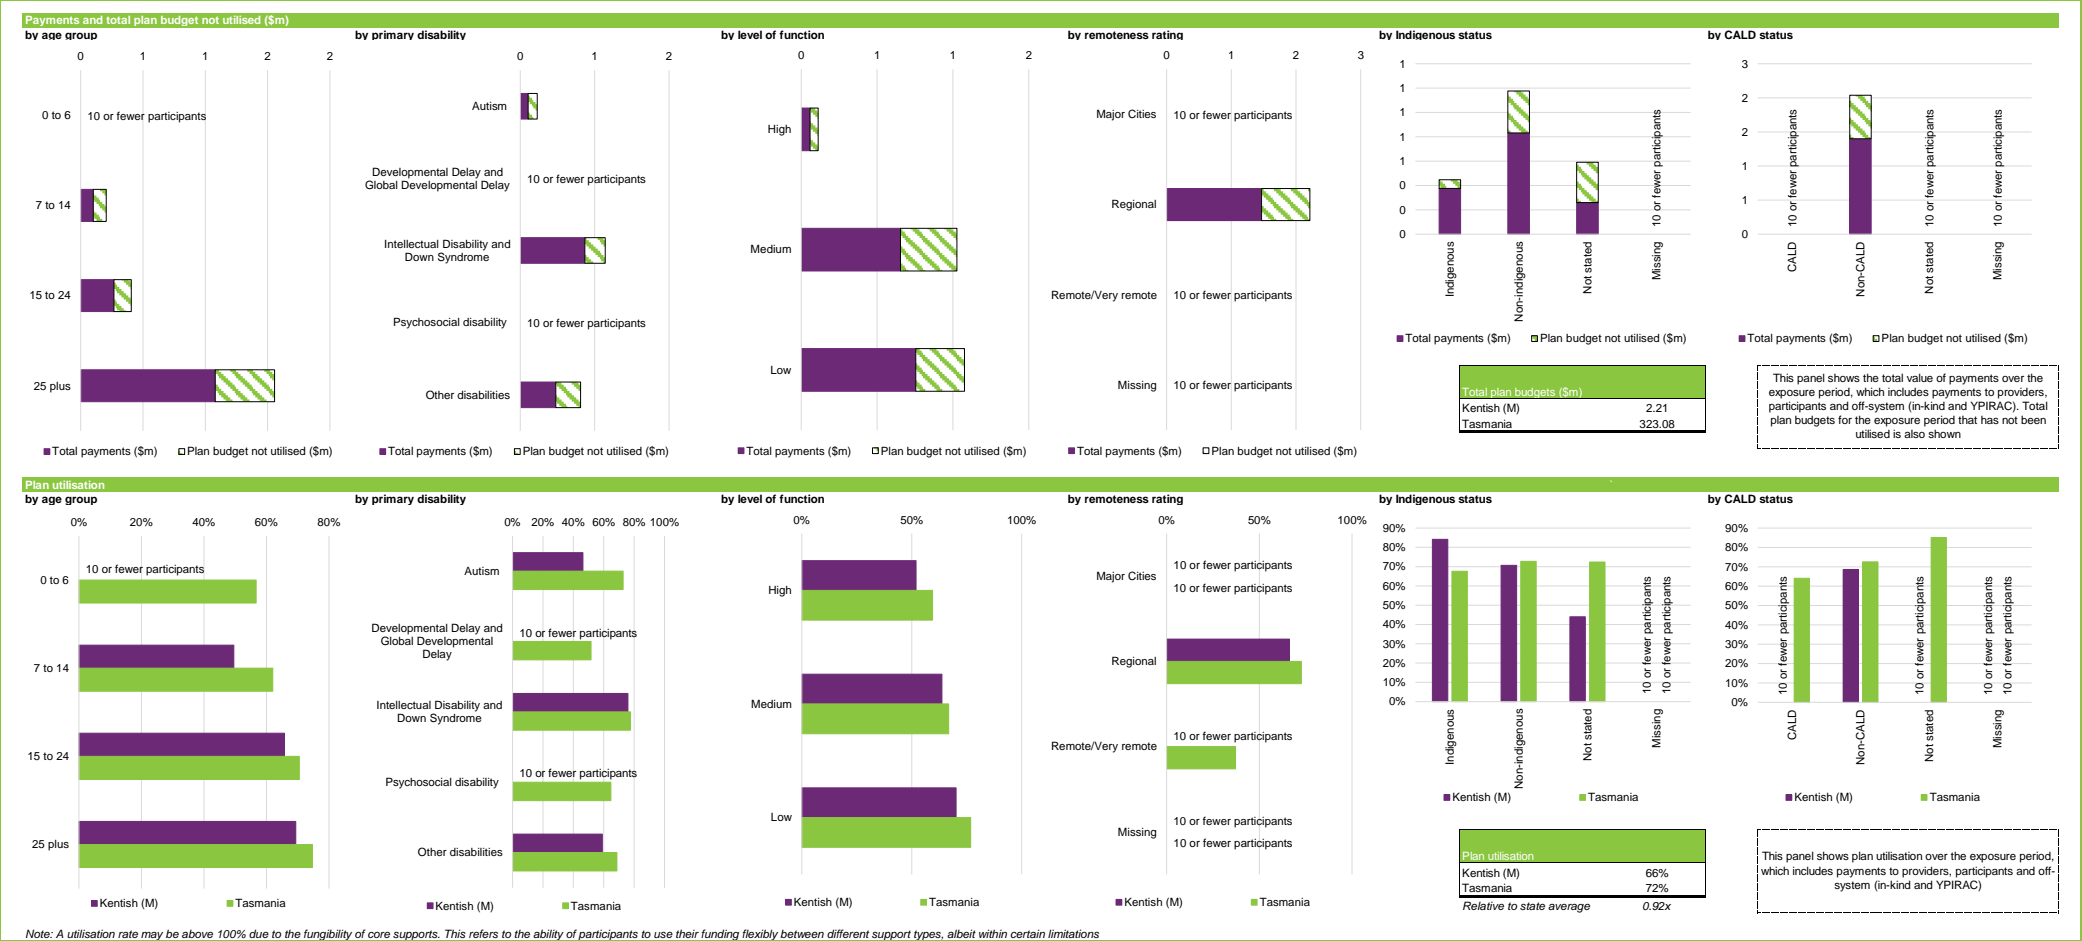 Payments and total plan budget not utilised ($m)
by age group
0 1 1 2 2
0 to 6
10 or fewer participants
7 to 14
15 to 24
25 plus
Total payments ($m) Plan budget not utilised ($m)
by primary disability
0 1 2
Autism
Developmental Delay and
Global Developmental Delay
10 or fewer participants
Intellectual Disability and
Down Syndrome
Psychosocial disability
10 or fewer participants
Other disabilities
Total payments ($m) Plan budget not utilised ($m)
by level of function
0 1 1 2
High
Medium
Low
Total payments ($m) Plan budget not utilised ($m)
by remoteness rating
0 1 1 2 2 3
Major Cities
10 or fewer participants
Regional
Remote/Very remote
10 or fewer participants
Missing
10 or fewer participants
Total payments ($m) Plan budget not utilised ($m)
by Indigenous status
1
1
1
1
1
0
0
0
10 or fewer participants
Indigenous
Non-indigenous
Not stated
Missing
Total payments ($m) Plan budget not utilised ($m)
Total plan budgets ($m)
Kentish (M) 2.21
Tasmania 323.08
by CALD status
3
2
2
1
1
0
10 or fewer participants
10 or fewer participants
10 or fewer participants
CALD
Non-CALD
Not stated
Missing
Total payments ($m) Plan budget not utilised ($m)
This panel shows the total value of payments over the
exposure period, which includes payments to providers,
participants and off-system (in-kind and YPIRAC). Total
plan budgets for the exposure period that has not been
utilised is also shown
Plan utilisation
by age group
0% 20% 40% 60% 80%
0 to 6
10 or fewer participants
7 to 14
15 to 24
25 plus
Kentish (M) Tasmania
by primary disability
0% 20% 40% 60% 80% 100%
Autism
Developmental Delay and
Global Developmental
Delay
10 or fewer participants
Intellectual Disability and
Down Syndrome
Psychosocial disability
10 or fewer participants
Other disabilities
Kentish (M) Tasmania
by level of function
0% 50% 100%
High
Medium
Low
Kentish (M) Tasmania
by remoteness rating
0% 50% 100%
Major Cities
10 or fewer participants
10 or fewer participants
Regional
Remote/Very remote
10 or fewer participants
Missing
10 or fewer participants
10 or fewer participants
Kentish (M) Tasmania
by Indigenous status
90%
80%
70%
60%
50%
40%
30%
20%
10%
0%
10 or fewer participants
10 or fewer participants
Indigenous
Non-indigenous
Not stated
Missing
Kentish (M) Tasmania
Plan utilisation
Kentish (M) 66%
Tasmania 72%
Relative to state average 0.92x
by CALD status
90%
80%
70%
60%
50%
40%
30%
20%
10%
0%
10 or fewer participants
10 or fewer participants
10 or fewer participants
10 or fewer participants
CALD
Non-CALD
Not stated
Missing
Kentish (M) Tasmania
This panel shows plan utilisation over the exposure period,
which includes payments to providers, participants and off-
system (in-kind and YPIRAC)
Note: A utilisation rate may be above 100% due to the fungibility of core supports. This refers to the ability of participants to use their funding flexibly between different support types, albeit within certain limitations